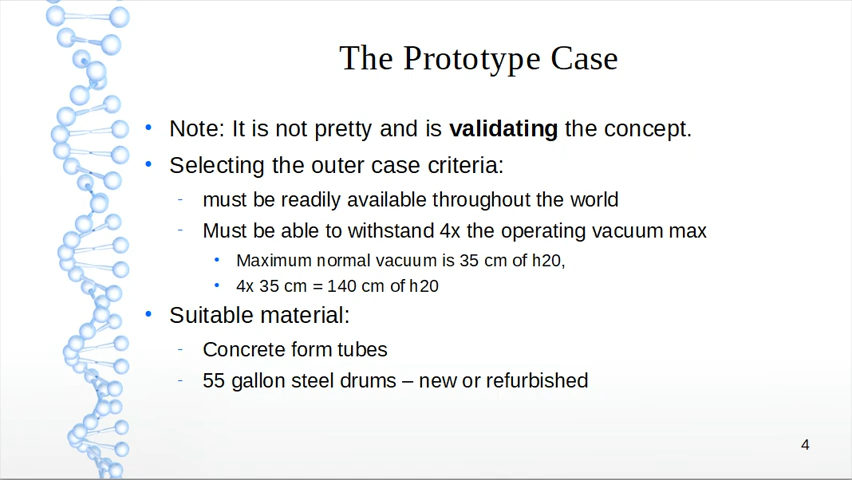 The Prototype Case
• Note: It is not pretty and is validating the concept.
• Selecting the outer case criteria:
- must be readily available throughout the world
- Must be able to withstand 4x the operating vacuum max
• Maximum normal vacuum is 35 cm of h20,
• 4x 35 cm = 140 cm of h20
• Suitable material:
- Concrete form tubes
- 55 gallon steel drums – new or refurbished
4